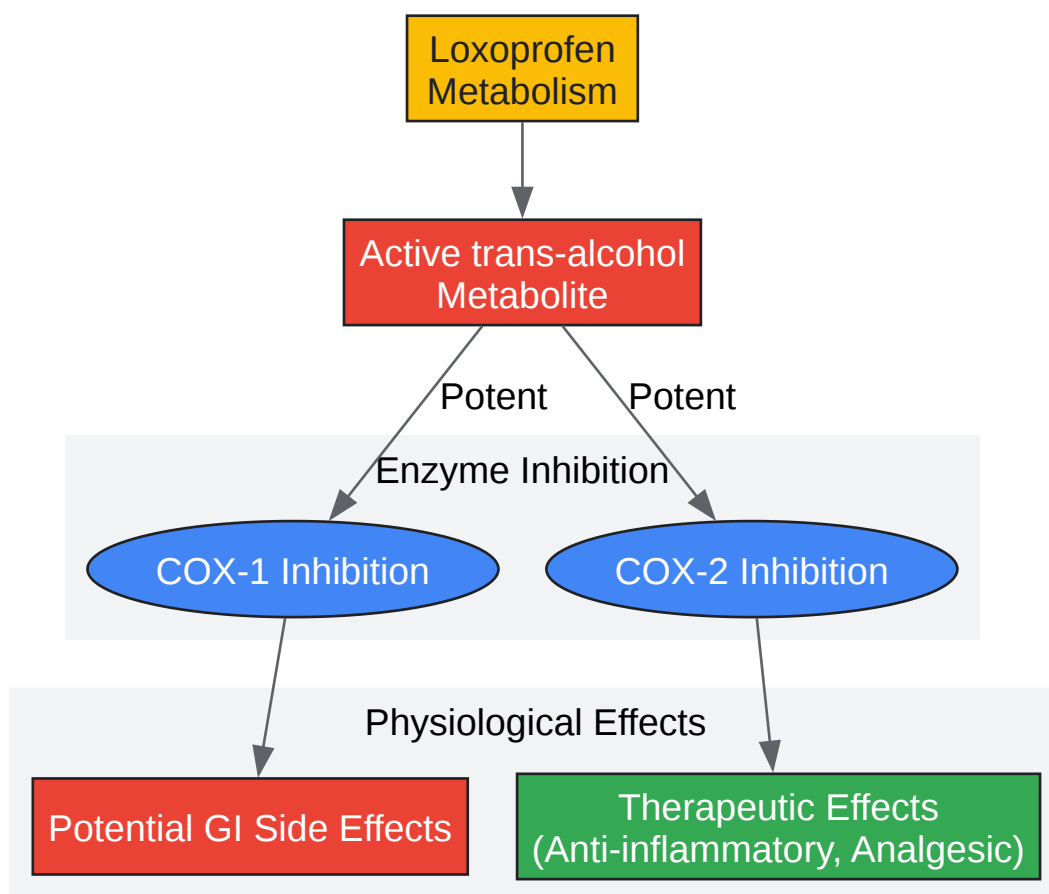 Loxoprofen
Metabolism
Active trans-alcohol
Metabolite
Potent
Potent
Enzyme Inhibition
COX-1 Inhibition
COX-2 Inhibition
Physiological Effects
Potential GI Side Effects
Therapeutic Effects
(Anti-inflammatory, Analgesic)